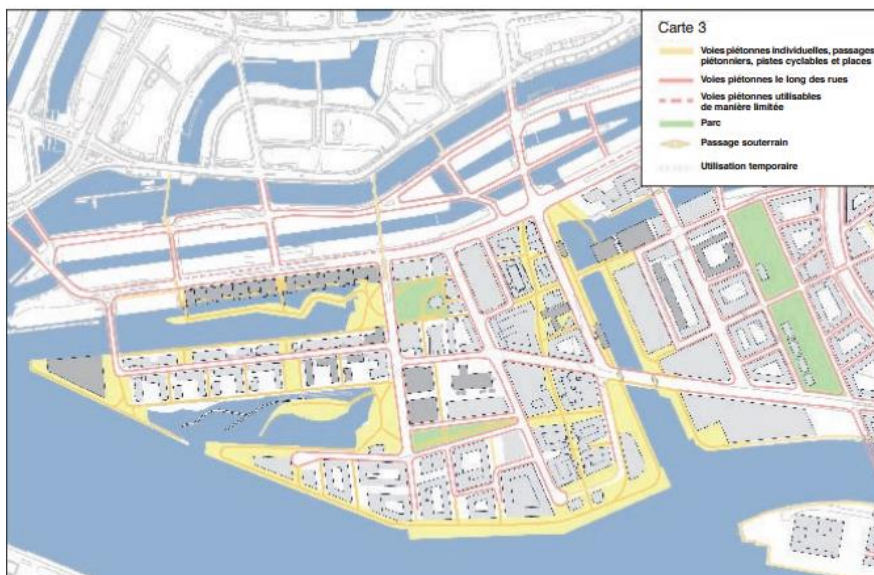 Carte 3
Voies piétonnes individuelles, passages
piétonniers, pistes cyclables et places
Voies piétonnes le long des rues
Voies piétonnes utilisables
de manière limitée
Parc
Passage souterrain
Utilisation temporaire